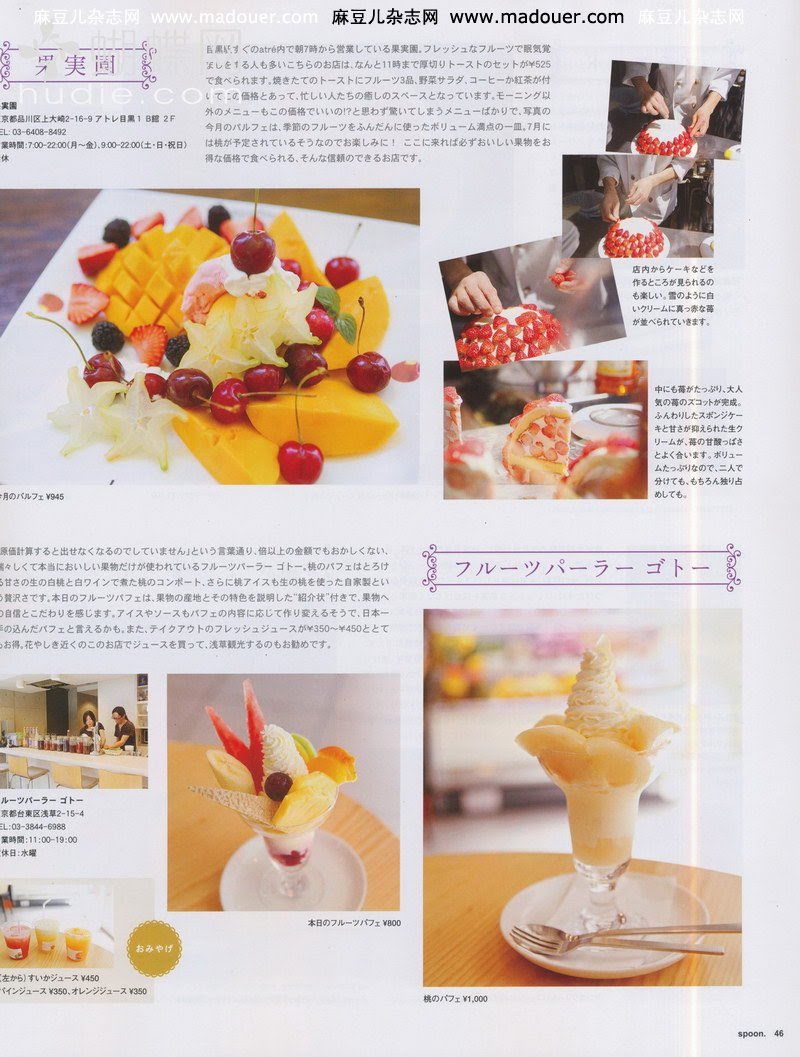 麻豆儿杂志网 www.madouer.com 麻豆儿杂志网 www.madouer.com 麻豆儿杂志网
蝴蝶网
hudie.com
果実園
果実園
東京都品川区上大崎2-16-9 アトレ目黒1 B館 2F
TEL:03-6408-8492
営業時間:7:00-22:00(月〜金)、9:00-22:00(土・日・祝日)
無休
目黒駅すぐのatré内で朝7時から営業している果実園。フレッシュなフルーツで眠気覚
ましをする人も多いこちらのお店は、なんと11時まで厚切りトーストのセットが¥525
で食べられます。焼きたてのトーストにフルーツ3品、野菜サラダ、コーヒーか紅茶が付
いてこの価格とあって、忙しい人たちの癒しのスペースとなっています。モーニング以
外のメニューもこの価格でいいの!?と思わず驚いてしまうメニューばかりで、写真の
今月のパルフェは、季節のフルーツをふんだんに使ったボリューム満点の一皿。7月に
は桃が予定されているそうなのでお楽しみに! ここに来れば必ずおいしい果物をお
得な価格で食べられる、そんな信頼のできるお店です。
店内からケーキなどを
作るところが見られるの
も楽しい。雪のように白
いクリームに真っ赤な苺
が並べられていきます。
中にも苺がたっぷり、大人
気の苺のズコットが完成。
ふんわりしたスポンジケー
キと甘さが抑えられた生ク
リームが、苺の甘酸っぱさ
とよく合います。ボリュー
ムたっぷりなので、二人で
分けても、もちろん独り占
めしても。
今月のパルフェ ¥945
「原価計算すると出せなくなるのでしていません」という言葉通り、倍以上の金額でもおかしくない、
瑞々しくて本当においしい果物だけが使われているフルーツパーラー ゴトー。桃のパフェはとろけ
る甘さの生の白桃と白ワインで煮た桃のコンポート、さらに桃アイスも生の桃を使った自家製とい
う贅沢さです。本日のフルーツパフェは、果物の産地とその特色を説明した“紹介状”付きで、果物へ
の自信とこだわりを感じます。アイスやソースもパフェの内容に応じて作り変えるそうで、日本一
手の込んだパフェと言えるかも。また、テイクアウトのフレッシュジュースが¥350〜¥450ととて
もお得。花やしき近くのこのお店でジュースを買って、浅草観光するのもお勧めです。
フルーツパーラー ゴトー
フルーツパーラー ゴトー
東京都台東区浅草2-15-4
TEL:03-3844-6988
営業時間:11:00-19:00
定休日:水曜
おみやげ
(左から)すいかジュース ¥450
パインジュース ¥350、オレンジジュース ¥350
本日のフルーツパフェ ¥800
桃のパフェ ¥1,000
spoon. 46